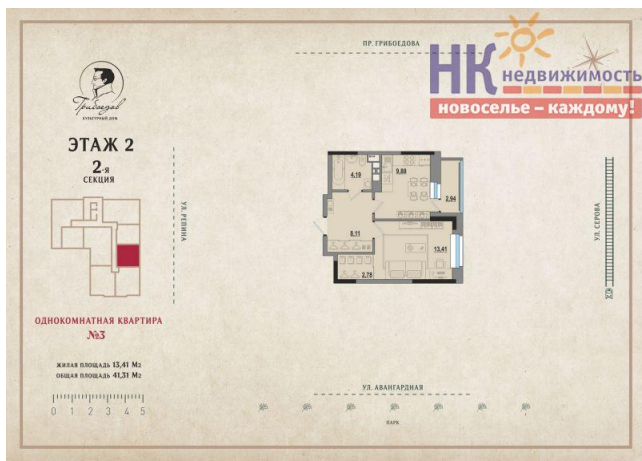 ПР. ГРИБОЕДОВА
НК недвижимость
новоселье – каждому!
Грибоедов
КУЛЬТУРНЫЙ ДОМ
ЭТАЖ 2
2-я
СЕКЦИЯ
УЛ. РЕПИНА
УЛ. СЕРОВА
4.19
9.88
2.94
8.11
13.41
2.78
ОДНОКОМНАТНАЯ КВАРТИРА
№3
ЖИЛАЯ ПЛОЩАДЬ 13,41 М2
ОБЩАЯ ПЛОЩАДЬ 41,31 М2
0 1 2 3 4 5
УЛ. АВАНГАРДНАЯ
ПАРК